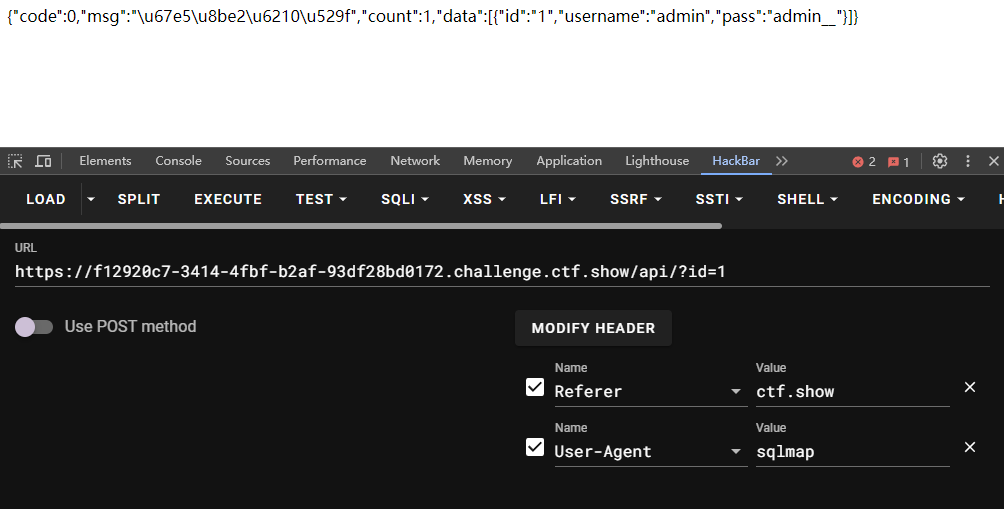 {"code":0,"msg":"\u67e5\u8be2\u6210\u529f","count":1,"data":[{"id":"1","username":"admin","pass":"admin__"}]}
Elements Console Sources Performance Network Memory Application Lighthouse HackBar 2 1
LOAD SPLIT EXECUTE TEST SQLI XSS LFI SSRF SSTI SHELL ENCODING H
URL
https://f12920c7-3414-4fbf-b2af-93df28bd0172.challenge.ctf.show/api/?id=1
Use POST method MODIFY HEADER
Name Value
Referer ctf.show
Name Value
User-Agent sqlmap